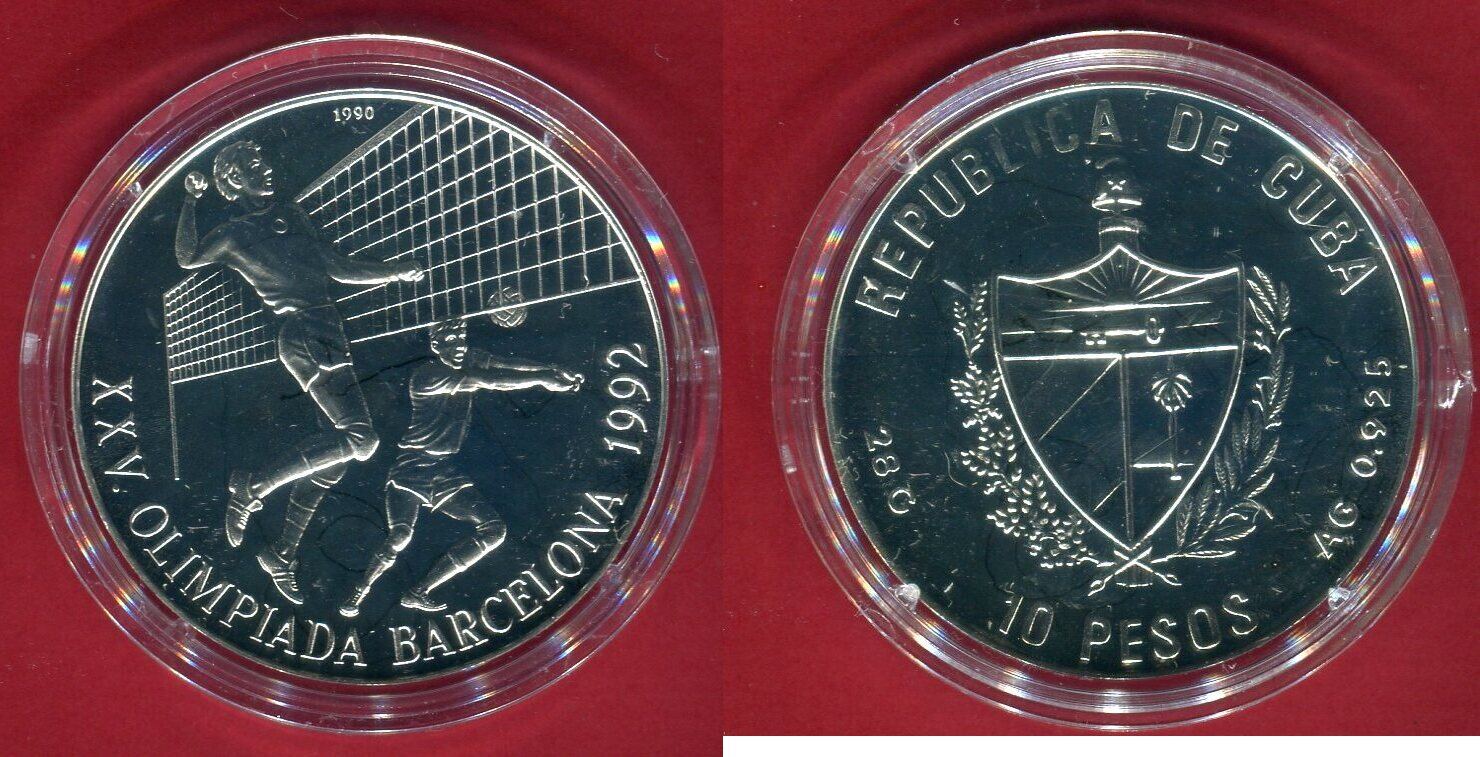 1990
XXV OLIMPIADA BARCELONA 1992
REPUBLICA DE CUBA
28 G
AG 0.925
10 PESOS